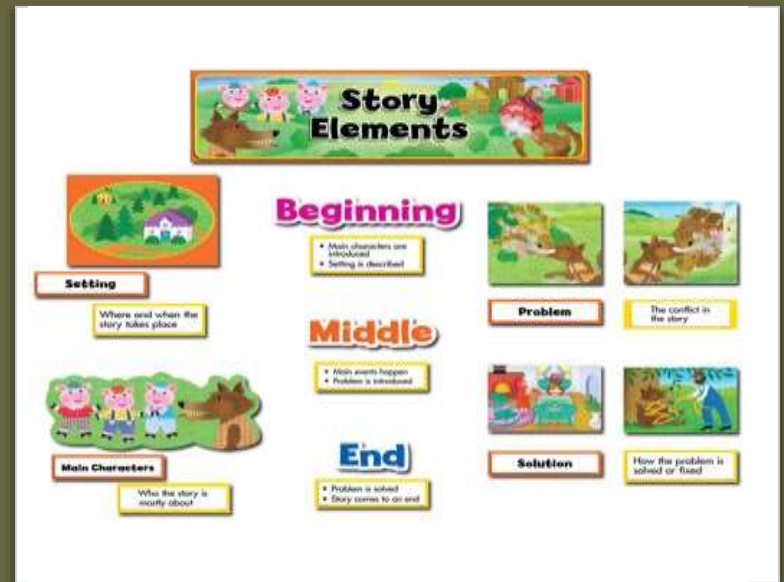 Story
Elements
Setting
Where and when the
story takes place
Main Characters
Who the story is
mostly about
Beginning
• Main characters are
introduced
• Setting is described
Middle
• Main events happen
• Problem is introduced
End
• Problem is solved
• Story comes to an end
Problem
The conflict in
the story
Solution
How the problem is
solved or fixed